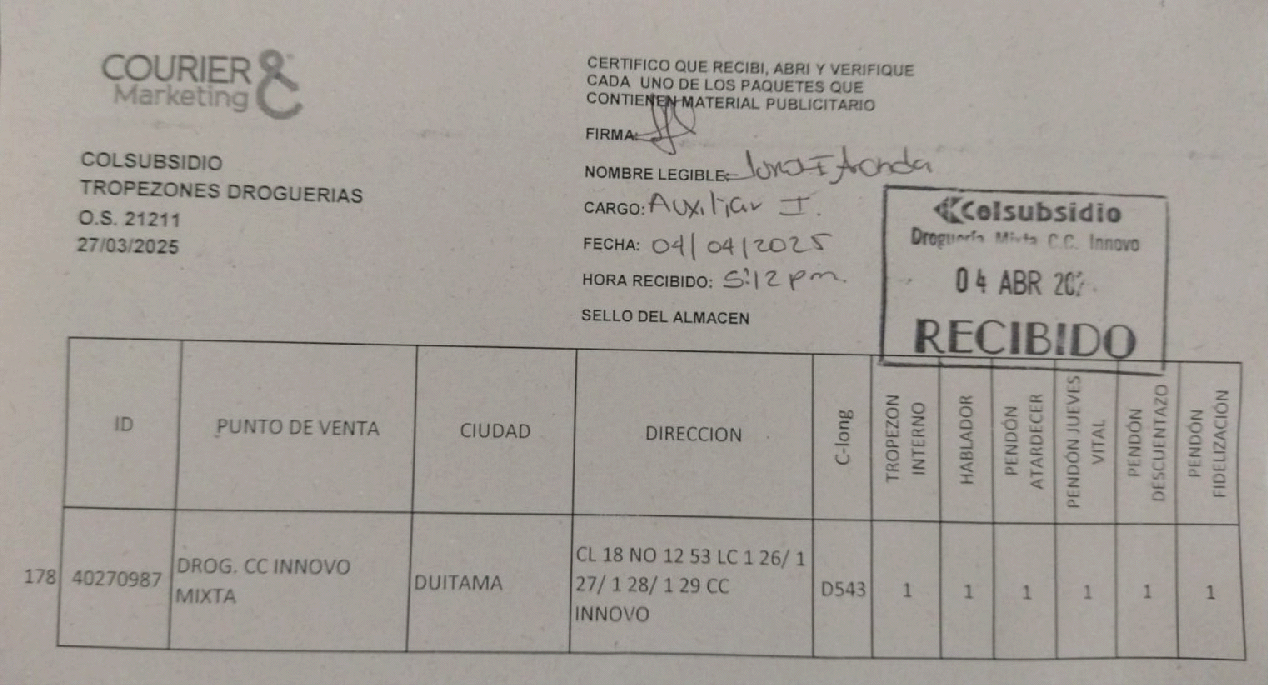 COURIER &
Marketing
COLSUBSIDIO
TROPEZONES DROGUERIAS
O.S. 21211
27/03/2025
CERTIFICO QUE RECIBI, ABRI Y VERIFIQUE
CADA UNO DE LOS PAQUETES QUE
CONTIENEN MATERIAL PUBLICITARIO
FIRMA:
NOMBRE LEGIBLE:
CARGO: Auxiliar I.
FECHA: 04/04/2025
HORA RECIBIDO: 5:12 pm.
SELLO DEL ALMACEN
Colsubsidio
Droguería Mixta C.C. Innovo
04 ABR
RECIBIDO
ID PUNTO DE VENTA CIUDAD DIRECCION C-long TROPEZON INTERNO HABLADOR PENDÓN ATARDECER PENDÓN JUEVES VITAL PENDÓN DESCUENTAZO PENDÓN FIDELIZACIÓN
178 40270987 DROG. CC INNOVO MIXTA DUITAMA CL 18 NO 12 53 LC 1 26/ 1 27/ 1 28/ 1 29 CC INNOVO D543 1 1 1 1 1 1